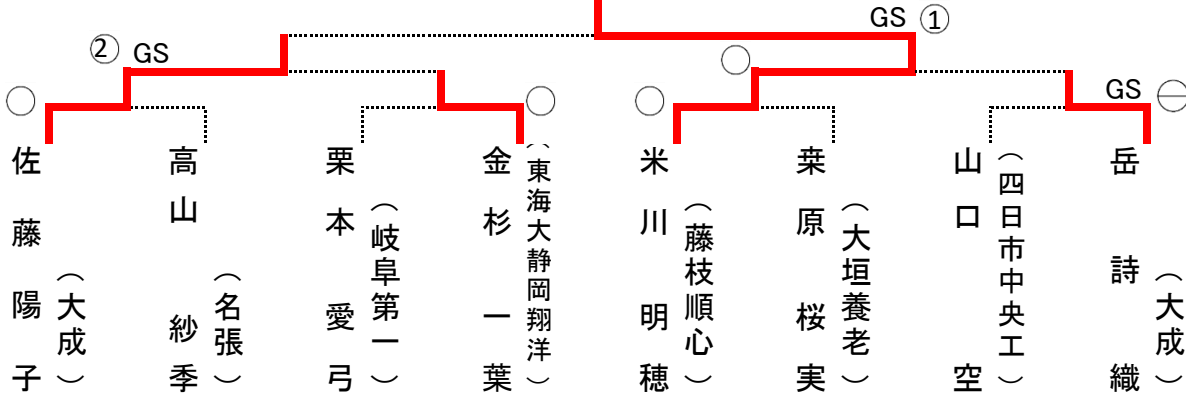 GS ①
② GS
GS
佐藤陽子
（大成）
高山紗季
（名張）
栗本愛弓
（岐阜第一）
金杉一葉
（東海大静岡翔洋）
米川明穂
（藤枝順心）
桒原桜実
（大垣養老）
山口空
（四日市中央工）
岳詩織
（大成）